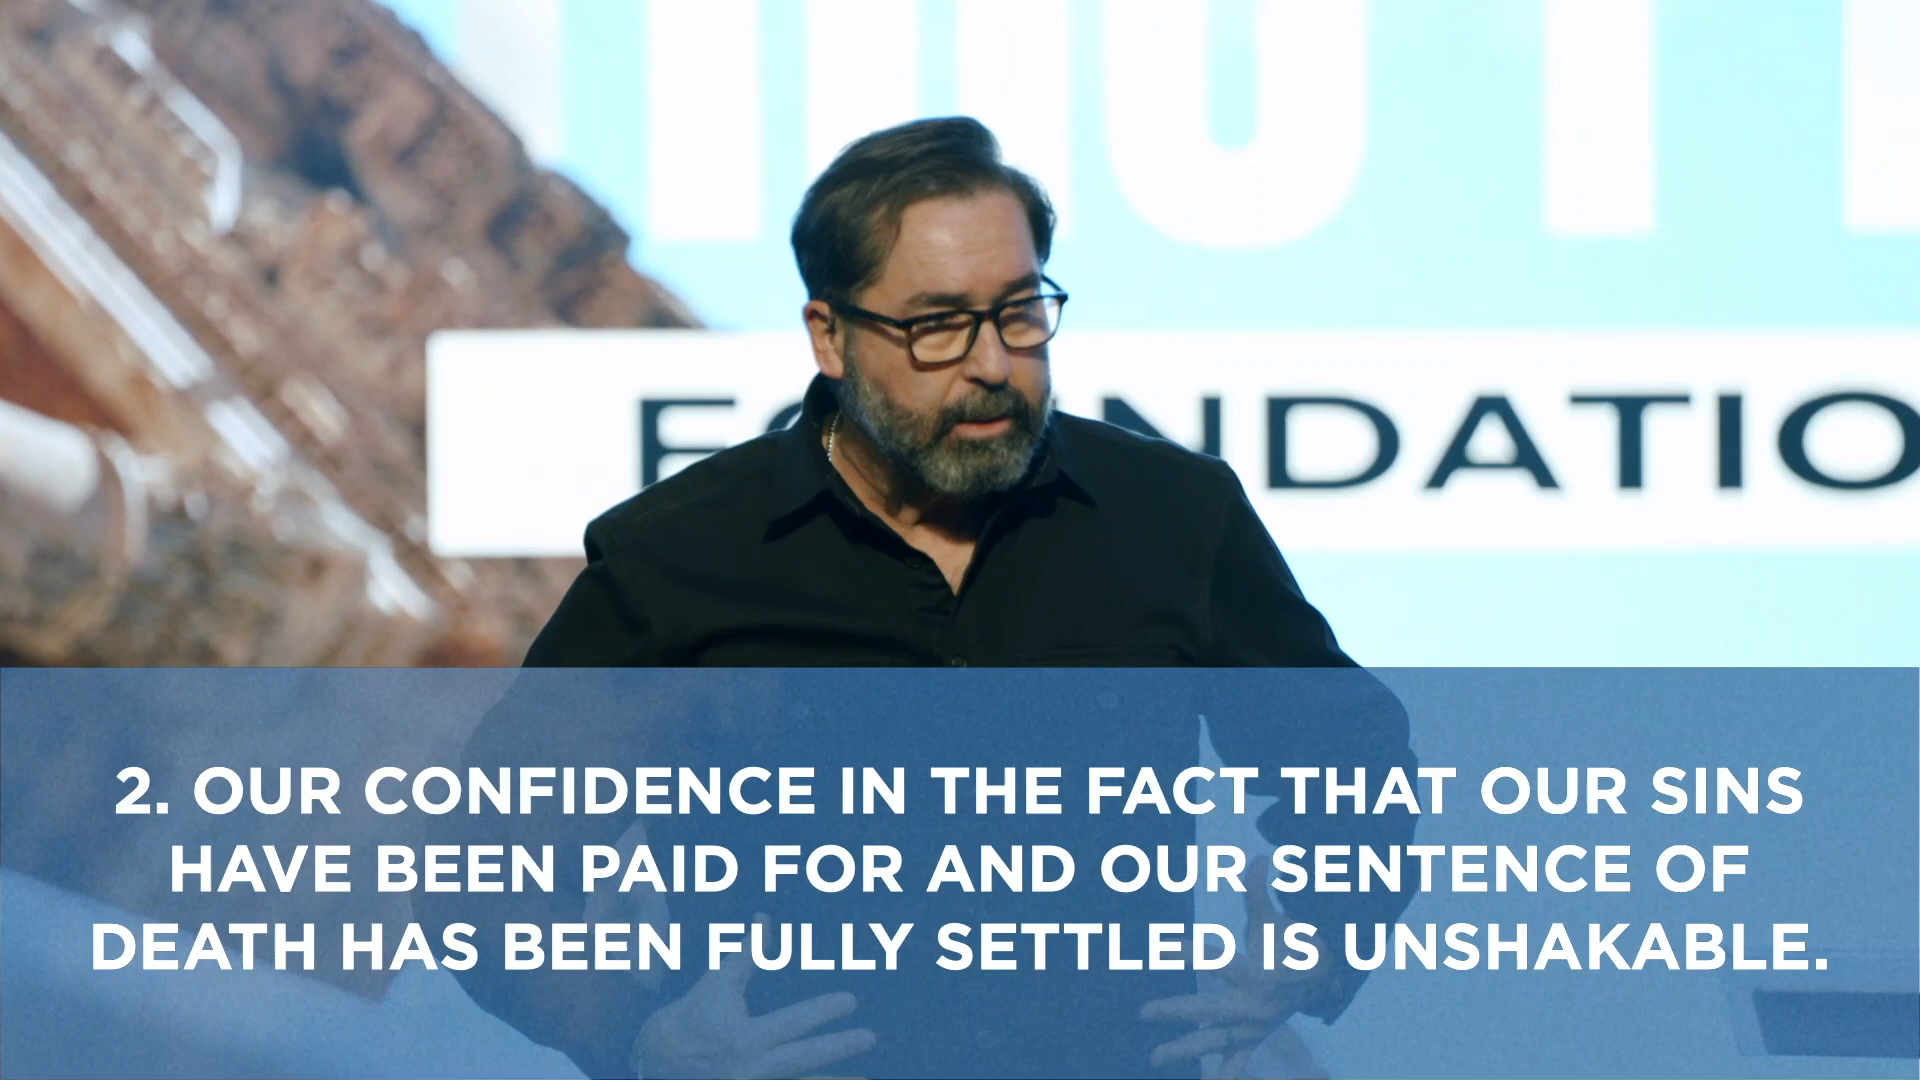 2. OUR CONFIDENCE IN THE FACT THAT OUR SINS
HAVE BEEN PAID FOR AND OUR SENTENCE OF
DEATH HAS BEEN FULLY SETTLED IS UNSHAKABLE.